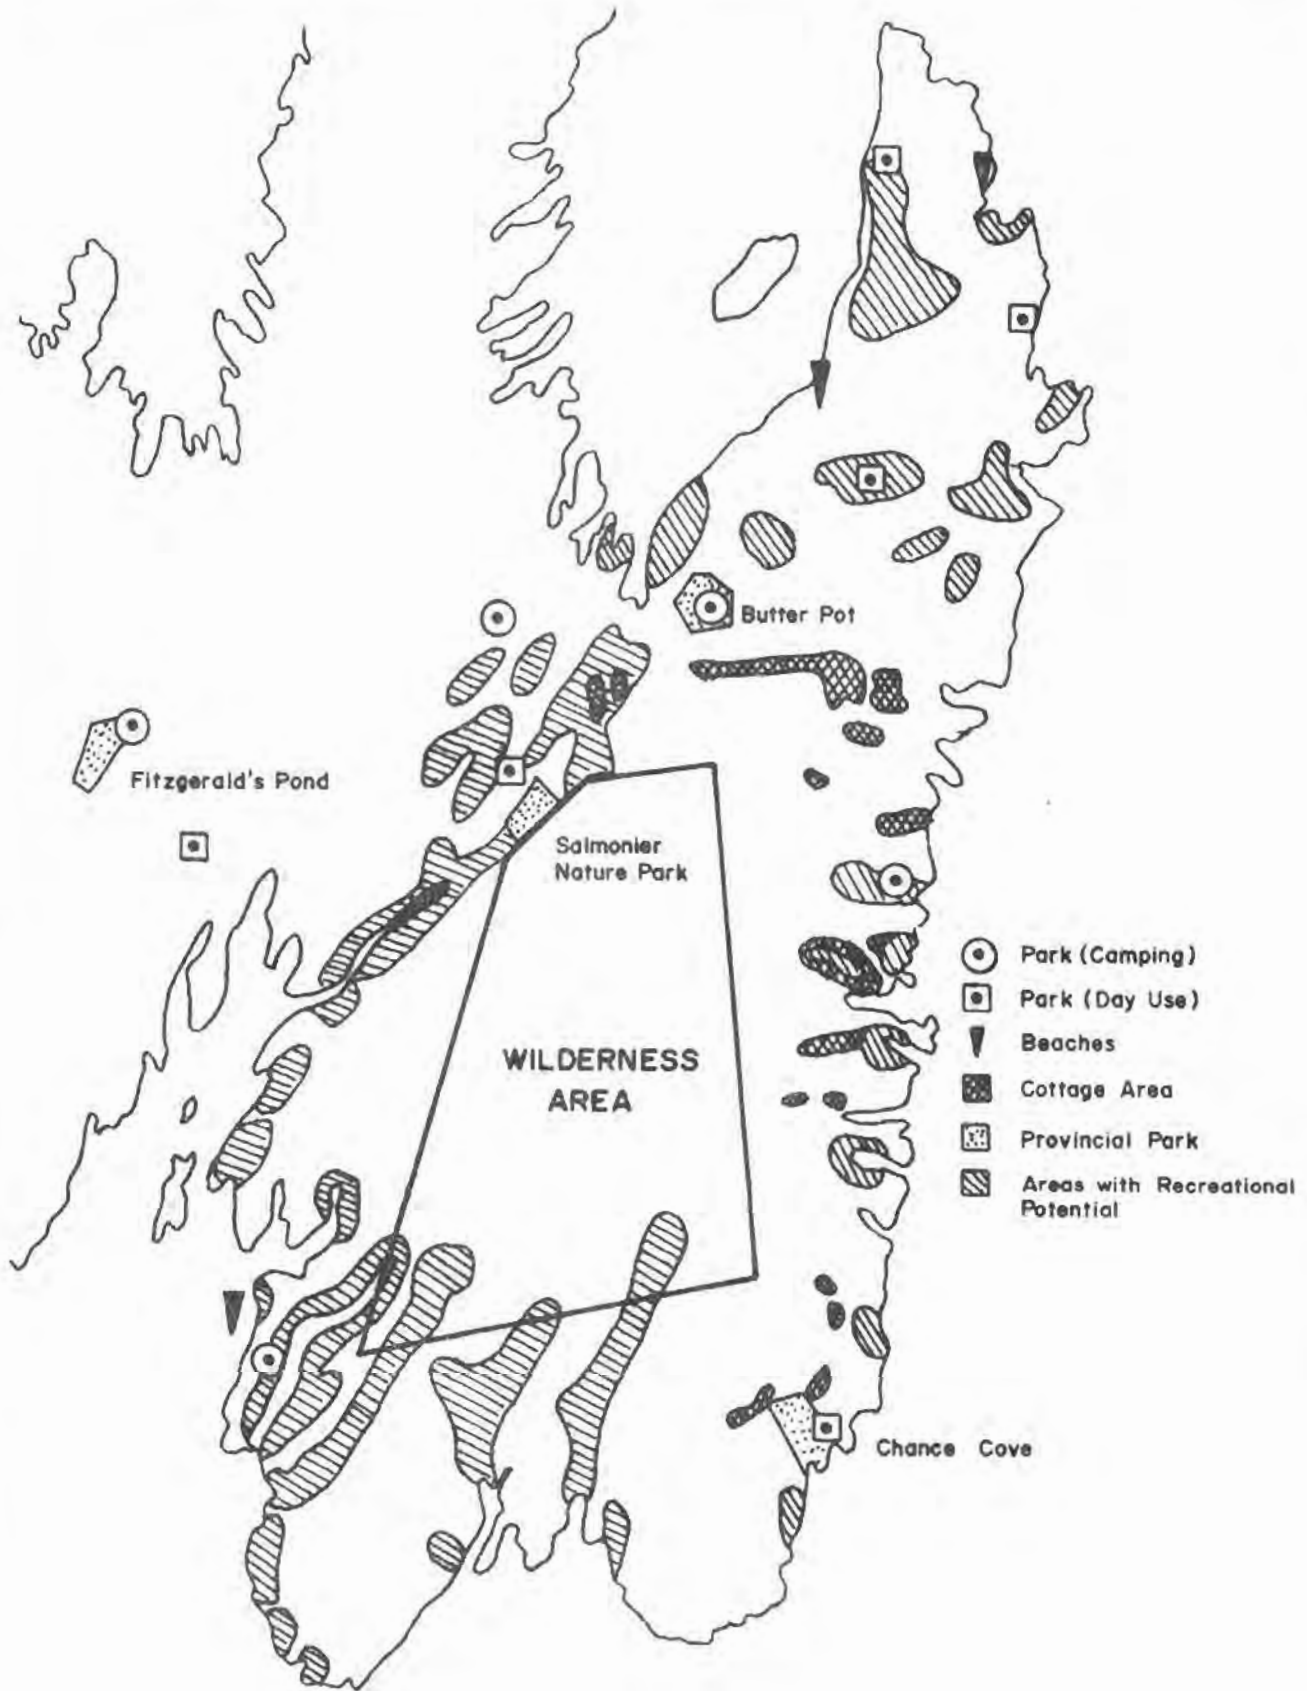 Butter Pot
Fitzgerald's Pond
Salmonier
Nature Park
WILDERNESS
AREA
Park (Camping)
Park (Day Use)
Beaches
Cottage Area
Provincial Park
Areas with Recreational
Potential
Chance Cove